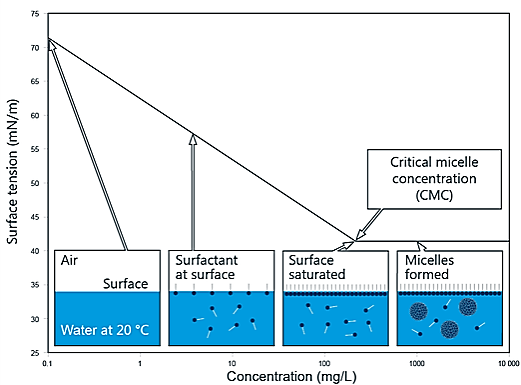 Surface tension (mN/m)
75
70
65
60
55
50
45
40
35
30
25
Critical micelle
concentration
(CMC)
Air
Surface
Water at 20 °C
Surfactant
at surface
Surface
saturated
Micelles
formed
0.1
1
10
100
1000
10 000
Concentration (mg/L)